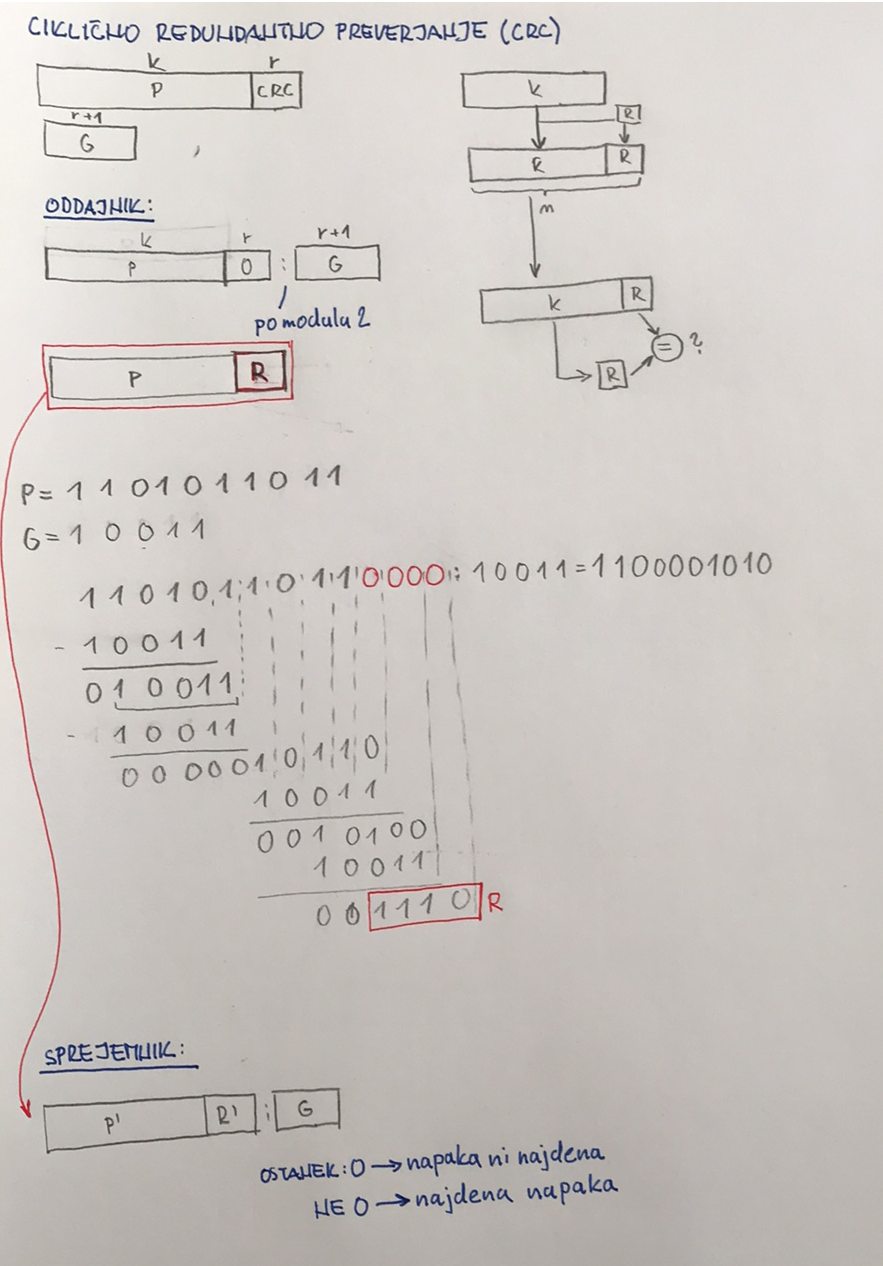 CIKLIČNO REDUNDANTNO PREVERJANJE (CRC)
k r
P CRC
r+1
G
k
R
R R
n
k R
= ?
R
ODDAJNIK:
k r r+1
P 0 : G
po modulu 2
P R
P = 1 1 0 1 0 1 1 0 1 1
G = 1 0 0 1 1
1 1 0 1 0 1 1 0 1 1 0 0 0 0 : 1 0 0 1 1 = 1 1 0 0 0 0 1 0 1 0
- 1 0 0 1 1
0 1 0 0 1 1
- 1 0 0 1 1
0 0 0 0 0 1 0 1 1 0
1 0 0 1 1
0 0 1 0 1 0 0
1 0 0 1 1
0 0 1 1 1 0 R
SPREJEMNIK:
P' R' : G
OSTANEK: 0 → napaka ni najdena
NE 0 → najdena napaka